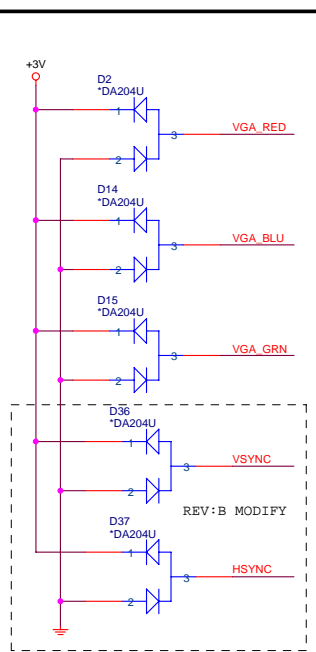 +3V
D2
*DA204U
1
3
VGA_RED
2
D14
*DA204U
1
3
VGA_BLU
2
D15
*DA204U
1
3
VGA_GRN
2
D36
*DA204U
1
3
VSYNC
2
REV:B MODIFY
D37
*DA204U
1
3
HSYNC
2